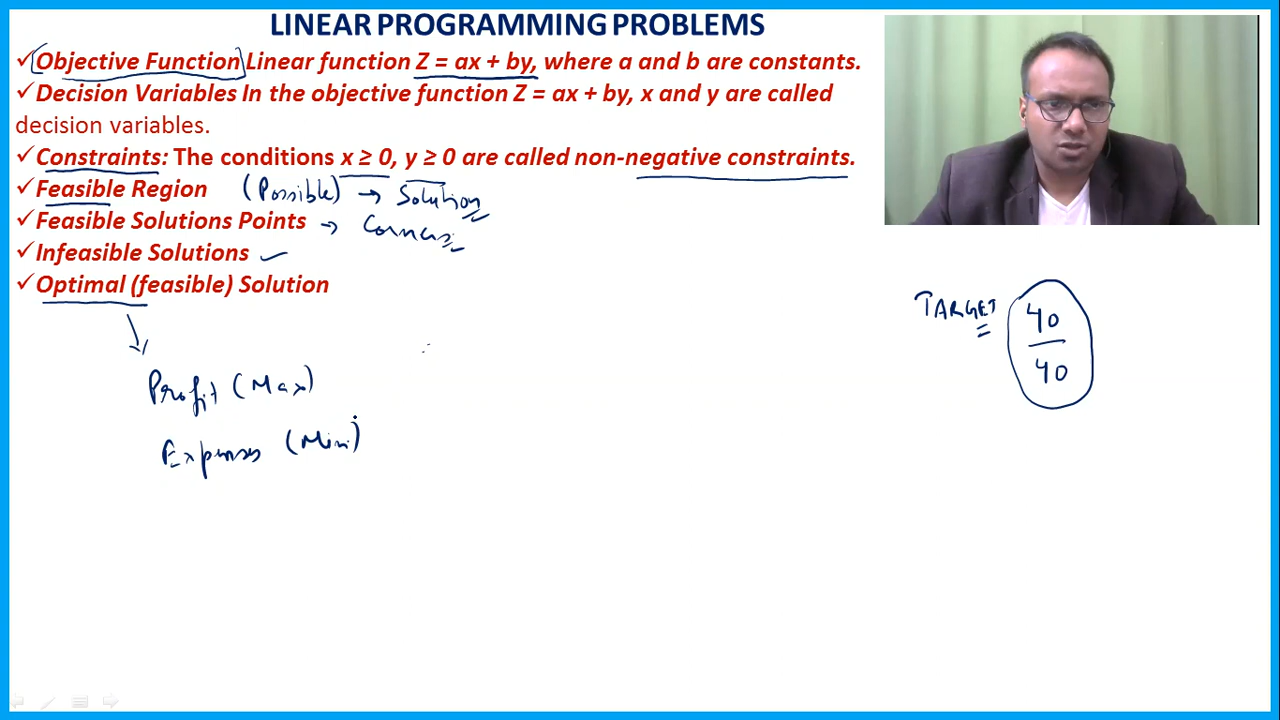 LINEAR PROGRAMMING PROBLEMS
✓Objective Function Linear function Z = ax + by, where a and b are constants.
✓Decision Variables In the objective function Z = ax + by, x and y are called
decision variables.
✓Constraints: The conditions x ≥ 0, y ≥ 0 are called non-negative constraints.
✓Feasible Region (Possible) → Solution
✓Feasible Solutions Points → Corners
✓Infeasible Solutions ✓
✓Optimal (feasible) Solution
TARGET 40
40
Profit (Max)
Expenses (Min)